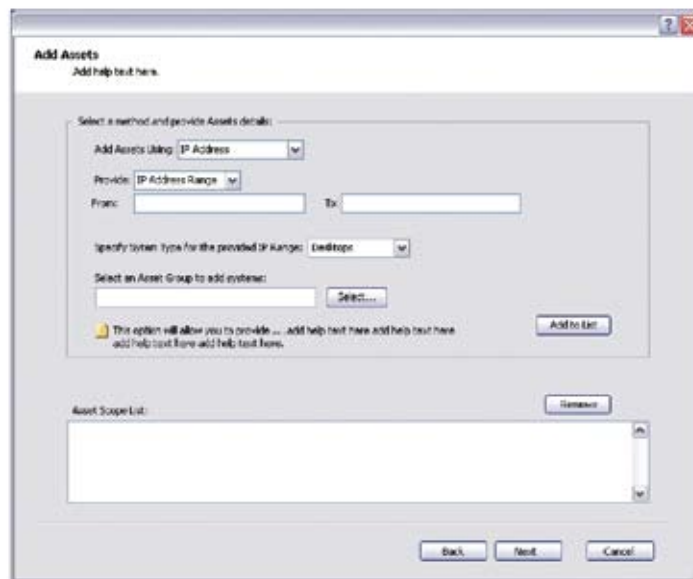 ?
Add Assets
Add help text here.
Select a method and provide Assets details:
Add Assets Using: IP Address
Provide: IP Address Range
From: To:
Specify System Type for the provided IP Range: Desktops
Select an Asset Group to add systems:
Select...
This option will allow you to provide ... add help text here add help text here
add help text here add help text here.
Add to List
Remove
Asset Scope List:
Back Next Cancel